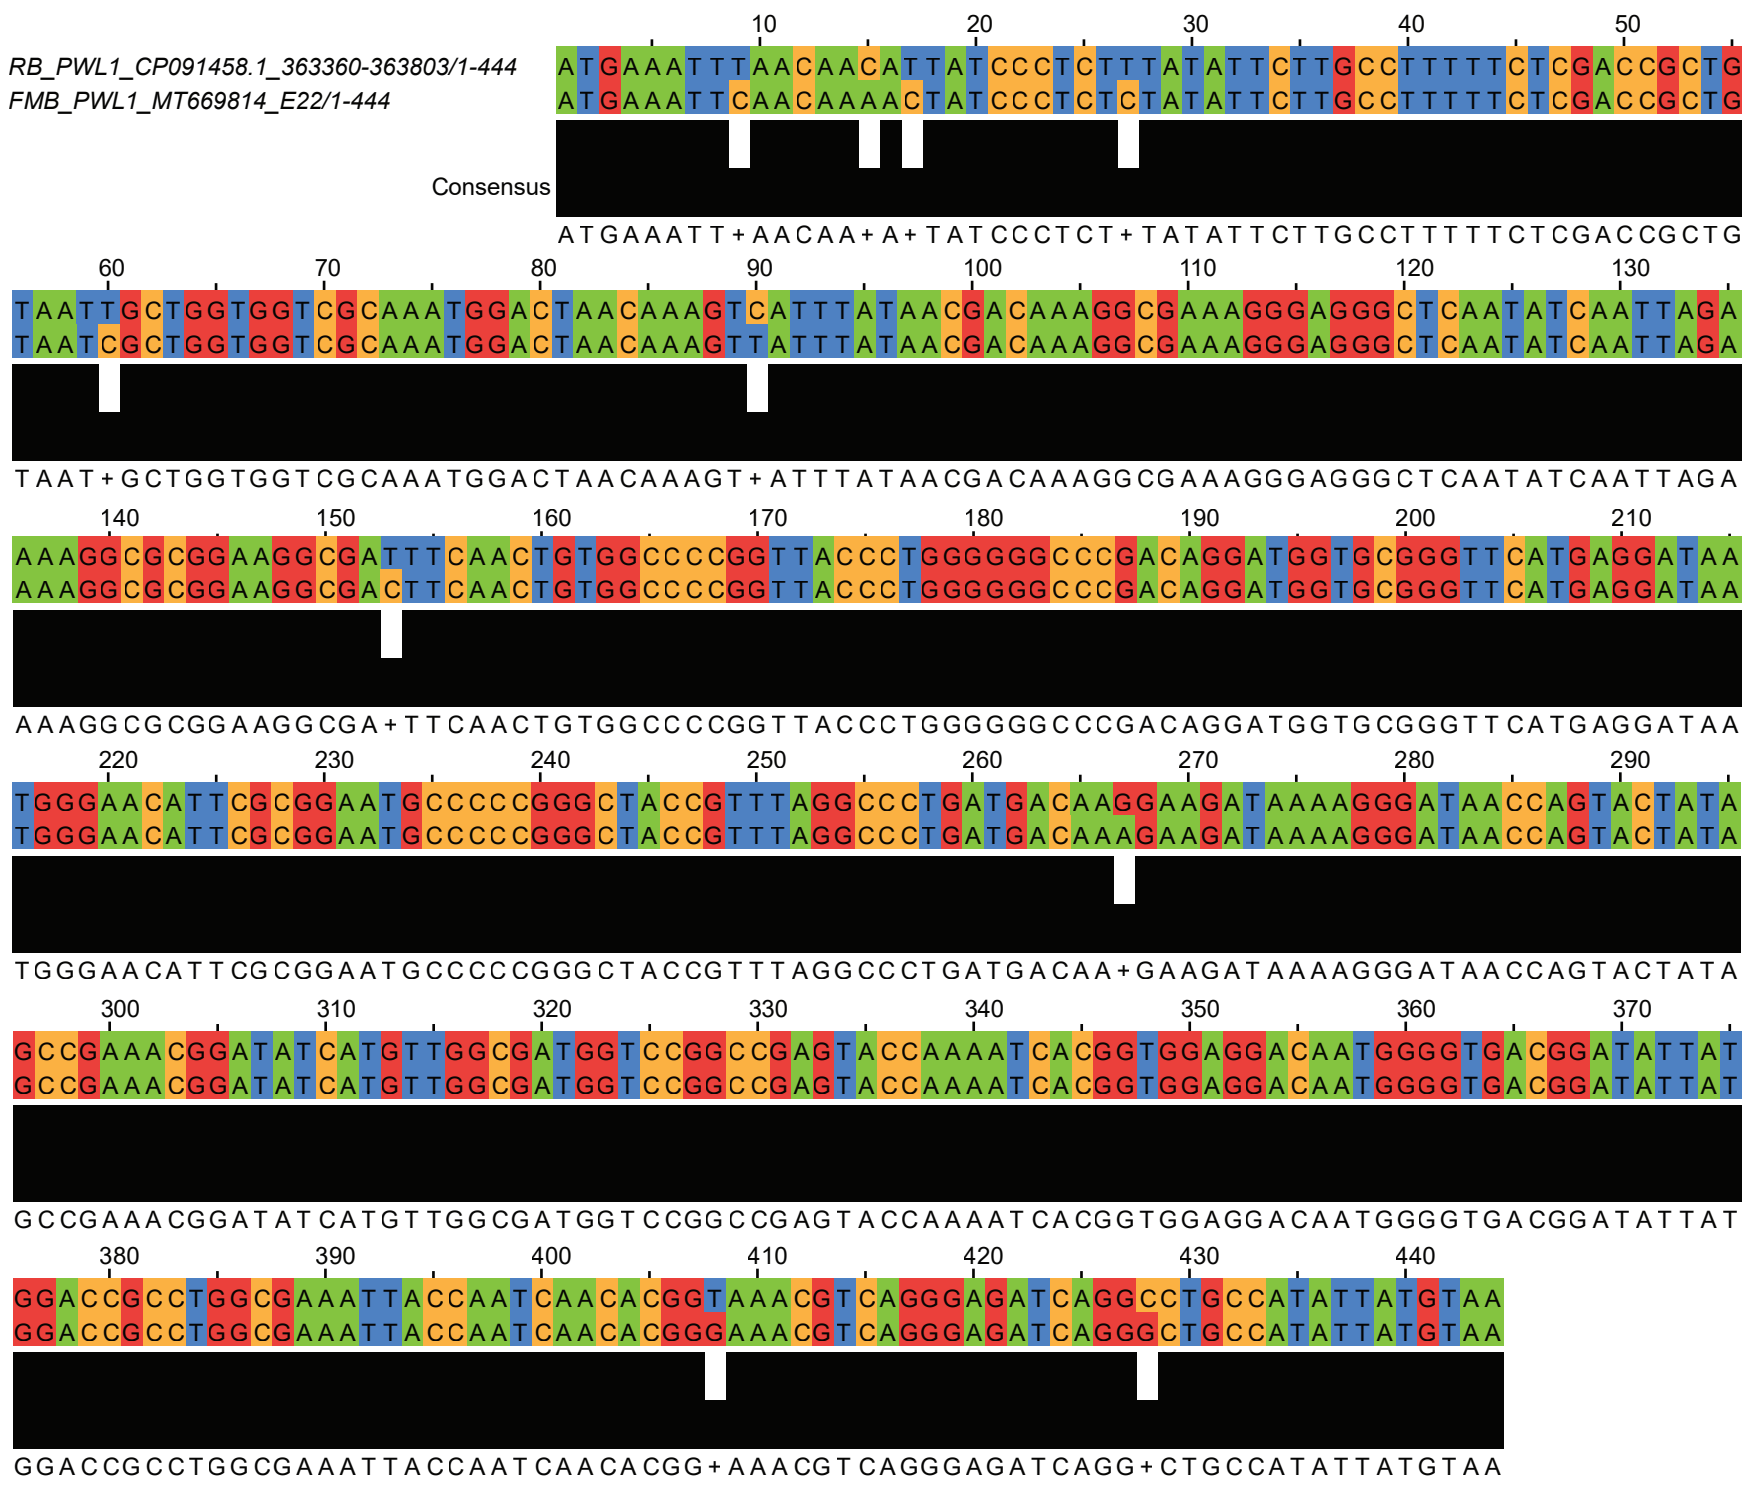 10 20 30 40 50
RB_PWL1_CP091458.1_363360-363803/1-444 ATGAAATTTAACAACATTATCCCTCTTTATATTCTTGCCTTTTTCTCGACCGCTG
FMB_PWL1_MT669814_E22/1-444 ATGAAATTCAACAAAACTATCCCTCTCTATATTCTTGCCTTTTTCTCGACCGCTG
Consensus
ATGAAATT+AACAA+A+TATCCCTCT+TATATTCTTGCCTTTTTCTCGACCGCTG
60 70 80 90 100 110 120 130
TAATTGCTGGTGGTCGCAAATGGACTAACAAAGTCATTTATAACGACAAAGGCGAAAGGGAGGGCTCAATATCAATTAGA
TAATCGCTGGTGGTCGCAAATGGACTAACAAAGTTATTTATAACGACAAAGGCGAAAGGGAGGGCTCAATATCAATTAGA
TAAT+GCTGGTGGTCGCAAATGGACTAACAAAGT+ATTTATAACGACAAAGGCGAAAGGGAGGGCTCAATATCAATTAGA
140 150 160 170 180 190 200 210
AAAGGCGCGGAAGGCGATTTCAACTGTGGCCCCGGTTACCCTGGGGGGCCCGACAGGATGGTGCGGGTTCATGAGGATAA
AAAGGCGCGGAAGGCGACTTCAACTGTGGCCCCGGTTACCCTGGGGGGCCCGACAGGATGGTGCGGGTTCATGAGGATAA
AAAGGCGCGGAAGGCGA+TTCAACTGTGGCCCCGGTTACCCTGGGGGGCCCGACAGGATGGTGCGGGTTCATGAGGATAA
220 230 240 250 260 270 280 290
TGGGAACATTCGCGGAATGCCCCCGGGCTACCGTTTAGGCCCTGATGACAAGGAAGATAAAAGGGATAACCAGTACTATA
TGGGAACATTCGCGGAATGCCCCCGGGCTACCGTTTAGGCCCTGATGACAAAGAAGATAAAAGGGATAACCAGTACTATA
TGGGAACATTCGCGGAATGCCCCCGGGCTACCGTTTAGGCCCTGATGACAA+GAAGATAAAAGGGATAACCAGTACTATA
300 310 320 330 340 350 360 370
GCCGAAACGGATATCATGTTGGCGATGGTCCGGCCGAGTACCAAAATCACGGTGGAGGACAATGGGGTGACGGATATTAT
GCCGAAACGGATATCATGTTGGCGATGGTCCGGCCGAGTACCAAAATCACGGTGGAGGACAATGGGGTGACGGATATTAT
GCCGAAACGGATATCATGTTGGCGATGGTCCGGCCGAGTACCAAAATCACGGTGGAGGACAATGGGGTGACGGATATTAT
380 390 400 410 420 430 440
GGACCGCCTGGCGAAATTACCAATCAACACGGTAAACGTCAGGGAGATCAGGCCTGCCATATTATGTAA
GGACCGCCTGGCGAAATTACCAATCAACACGGGAAACGTCAGGGAGATCAGGGCTGCCATATTATGTAA
GGACCGCCTGGCGAAATTACCAATCAACACGG+AAACGTCAGGGAGATCAGG+CTGCCATATTATGTAA